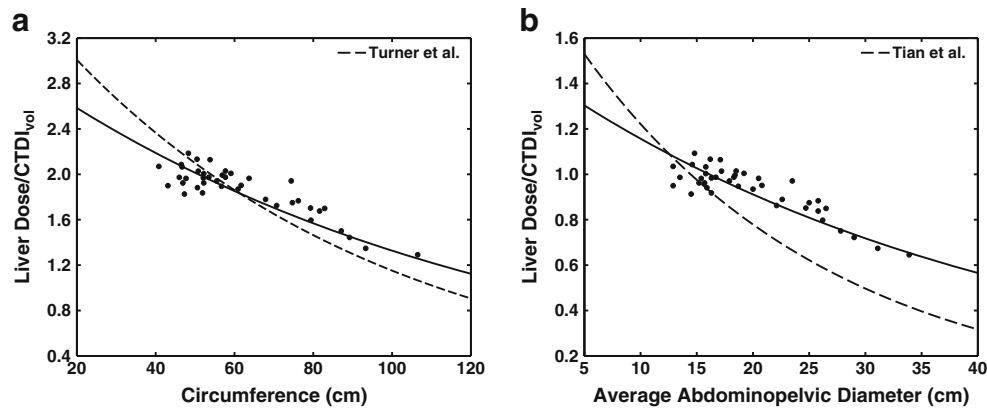 a
3.2
2.8
2.4
2.0
1.6
1.2
0.8
0.4
Liver Dose/CTDIvol
Turner et al.
20 40 60 80 100 120
Circumference (cm)
b
1.6
1.4
1.2
1.0
0.8
0.6
0.4
0.2
Liver Dose/CTDIvol
Tian et al.
5 10 15 20 25 30 35 40
Average Abdominopelvic Diameter (cm)